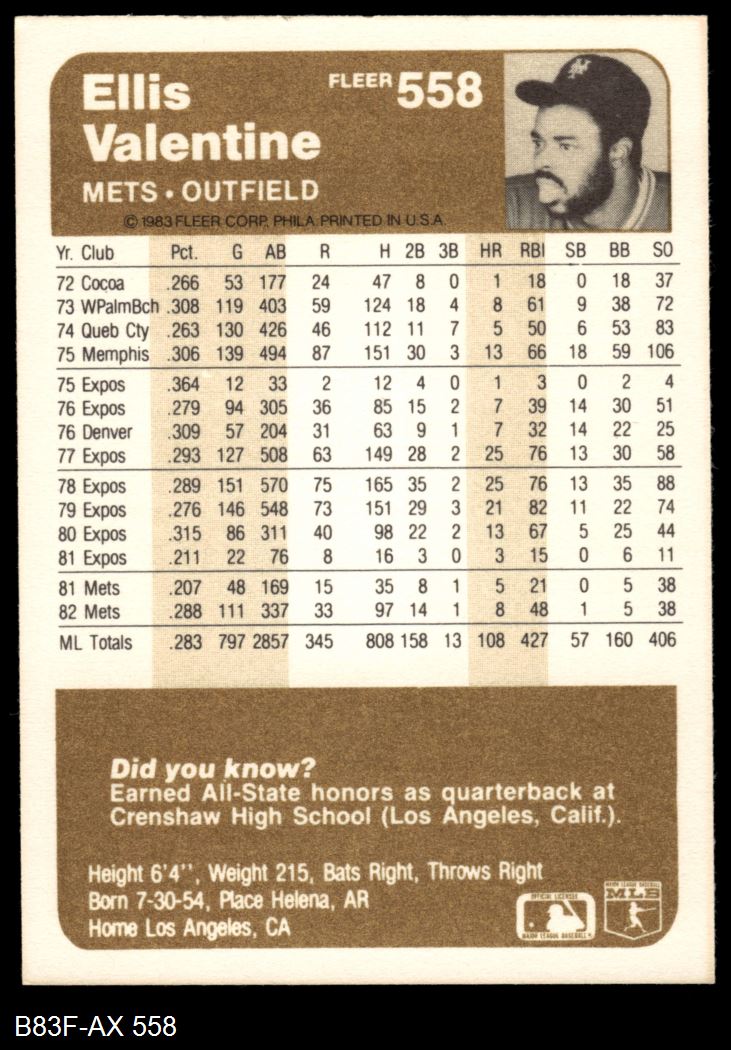 Ellis
Valentine
FLEER 558
METS • OUTFIELD
© 1983 FLEER CORP., PHILA. PRINTED IN U.S.A.
Yr. Club Pct. G AB R H 2B 3B HR RBI SB BB SO
72 Cocoa .266 53 177 24 47 8 0 1 18 0 18 37
73 WPalmBch .308 119 403 59 124 18 4 8 61 9 38 72
74 Queb Cty .263 130 426 46 112 11 7 5 50 6 53 83
75 Memphis .306 139 494 87 151 30 3 13 66 18 59 106
75 Expos .364 12 33 2 12 4 0 1 3 0 2 4
76 Expos .279 94 305 36 85 15 2 7 39 14 30 51
76 Denver .309 57 204 31 63 9 1 7 32 14 22 25
77 Expos .293 127 508 63 149 28 2 25 76 13 30 58
78 Expos .289 151 570 75 165 35 2 25 76 13 35 88
79 Expos .276 146 548 73 151 29 3 21 82 11 22 74
80 Expos .315 86 311 40 98 22 2 13 67 5 25 44
81 Expos .211 22 76 8 16 3 0 3 15 0 6 11
81 Mets .207 48 169 15 35 8 1 5 21 0 5 38
82 Mets .288 111 337 33 97 14 1 8 48 1 5 38
ML Totals .283 797 2857 345 808 158 13 108 427 57 160 406
Did you know?
Earned All-State honors as quarterback at
Crenshaw High School (Los Angeles, Calif.).
Height 6'4'', Weight 215, Bats Right, Throws Right
Born 7-30-54, Place Helena, AR
Home Los Angeles, CA
OFFICIAL LICENSEE
MAJOR LEAGUE BASEBALL
MAJOR LEAGUE BASEBALL
MLB
B83F-AX 558